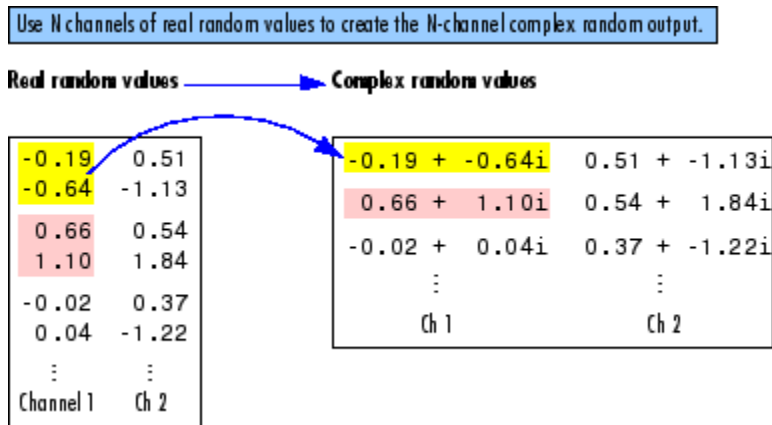 Use N channels of real random values to create the N-channel complex random output.
Real random values
Complex random values
-0.19 0.51
-0.64 -1.13
0.66 0.54
1.10 1.84
-0.02 0.37
0.04 -1.22
⋮ ⋮
Channel 1 Ch 2
-0.19 + -0.64i 0.51 + -1.13i
0.66 + 1.10i 0.54 + 1.84i
-0.02 + 0.04i 0.37 + -1.22i
⋮ ⋮
Ch 1 Ch 2